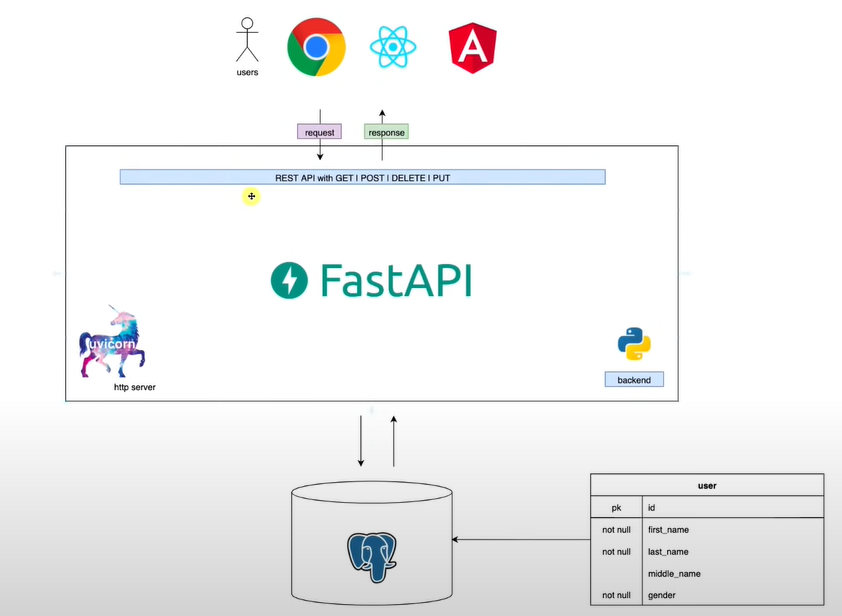 users
request
response
REST API with GET | POST | DELETE | PUT
FastAPI
uvicorn
http server
backend
user
pk id
not null first_name
not null last_name
middle_name
not null gender